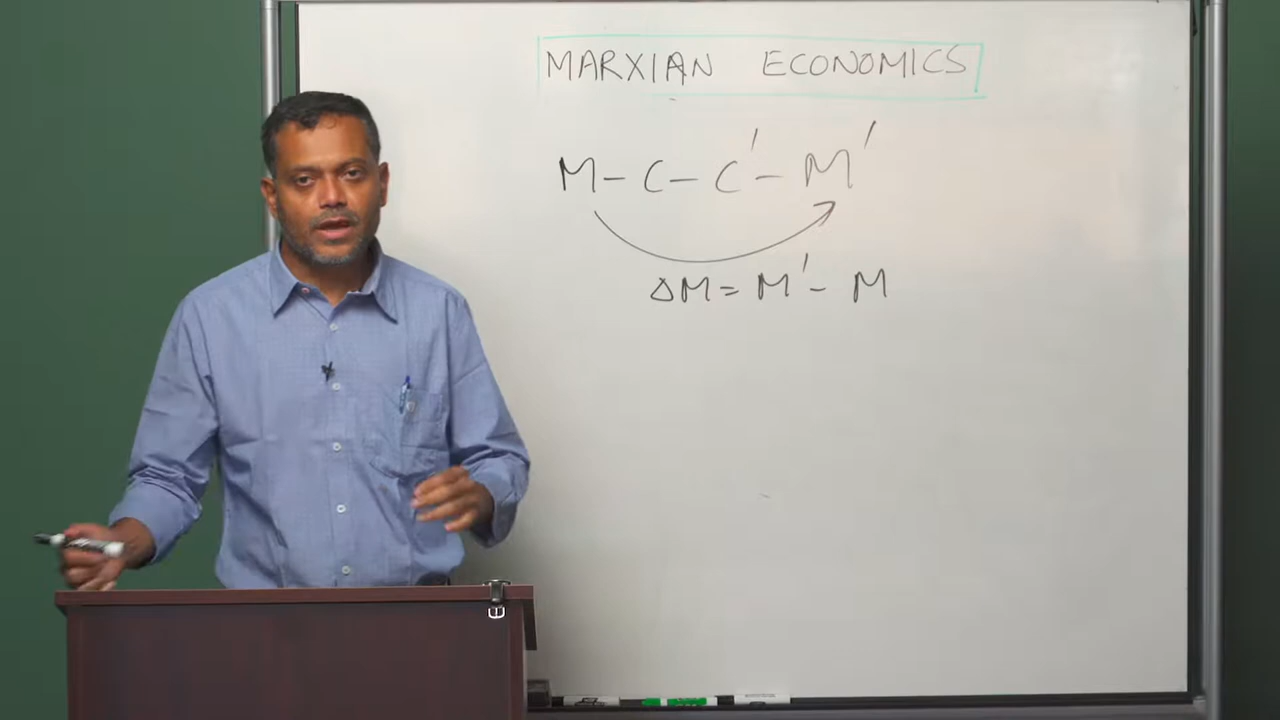 MARXIAN ECONOMICS
M - C - C' - M'
ΔM = M' - M